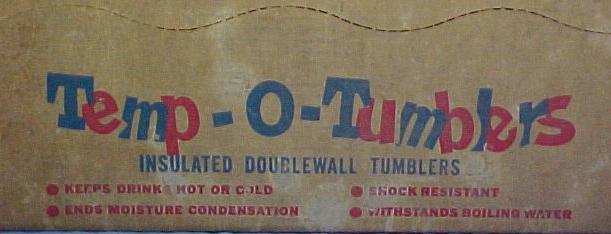 Temp-O-Tumblers
INSULATED DOUBLEWALL TUMBLERS
KEEPS DRINKS HOT OR COLD
SHOCK RESISTANT
ENDS MOISTURE CONDENSATION
WITHSTANDS BOILING WATER